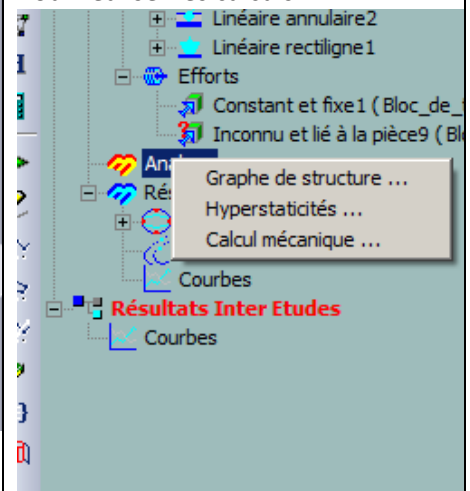 Linéaire annulaire2
Linéaire rectiligne1
Efforts
Constant et fixe1 ( Bloc_de_
Inconnu et lié à la pièce9 ( Bl
Graphe de structure ...
Hyperstaticités ...
Calcul mécanique ...
Courbes
Résultats Inter Etudes
Courbes